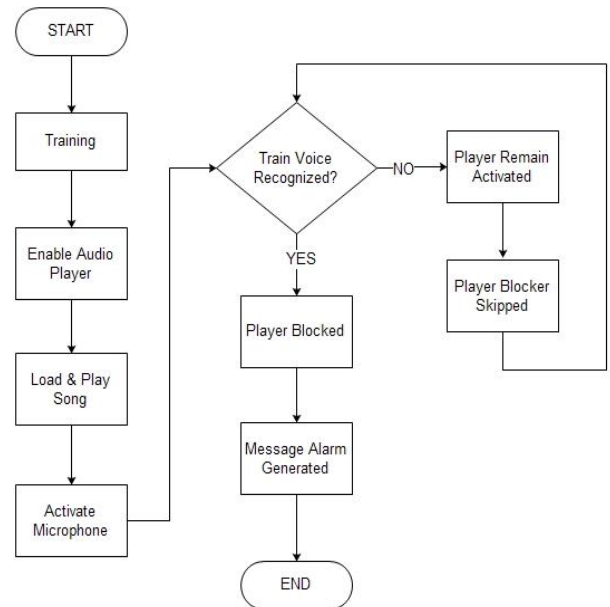 START
Training
Enable Audio
Player
Load & Play
Song
Activate
Microphone
Train Voice
Recognized?
NO
Player Remain
Activated
Player Blocker
Skipped
YES
Player Blocked
Message Alarm
Generated
END